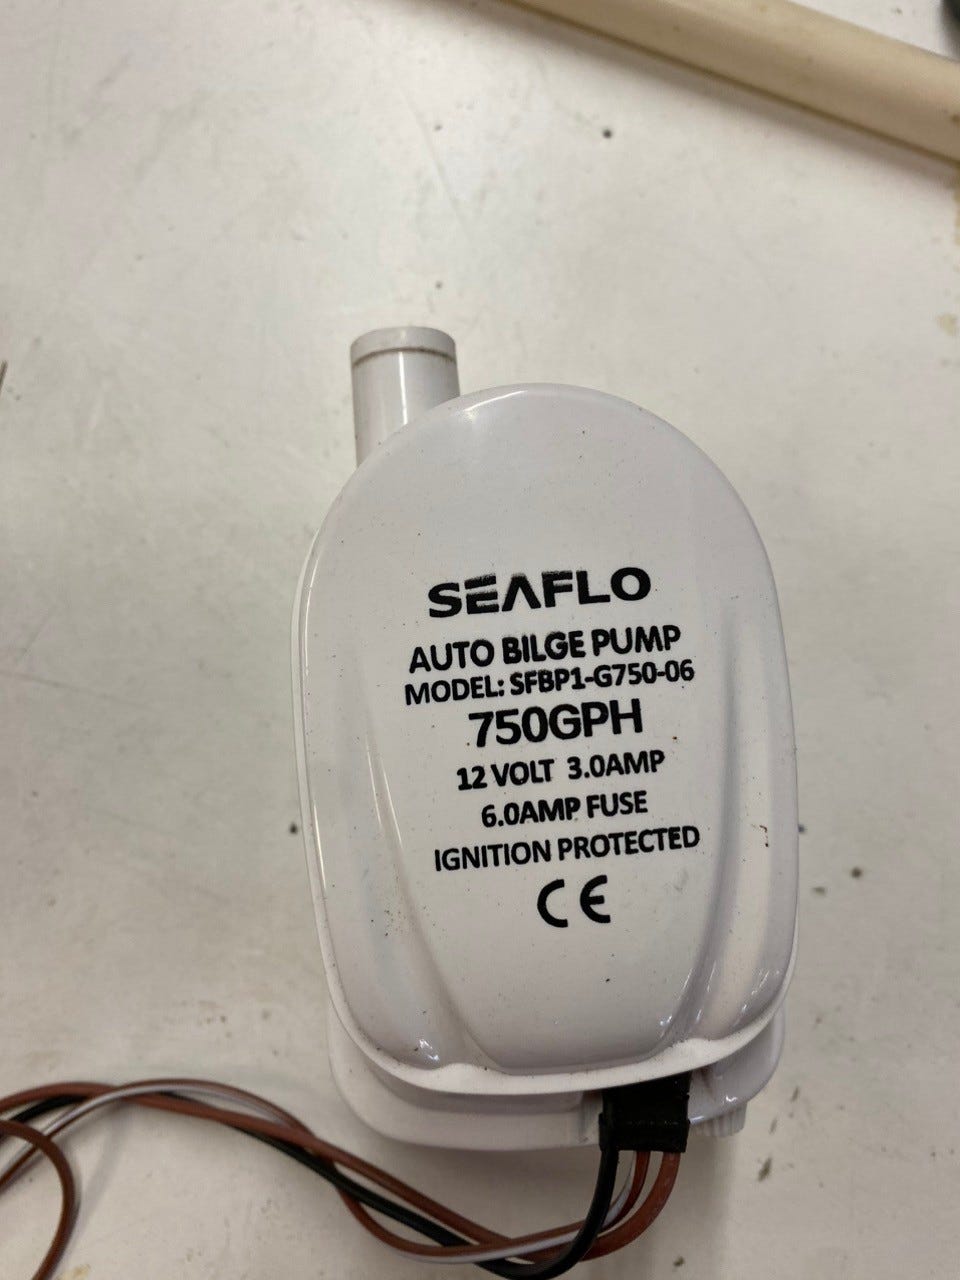 SEAFLO
AUTO BILGE PUMP
MODEL: SFBP1-G750-06
750GPH
12 VOLT 3.0AMP
6.0AMP FUSE
IGNITION PROTECTED
CE